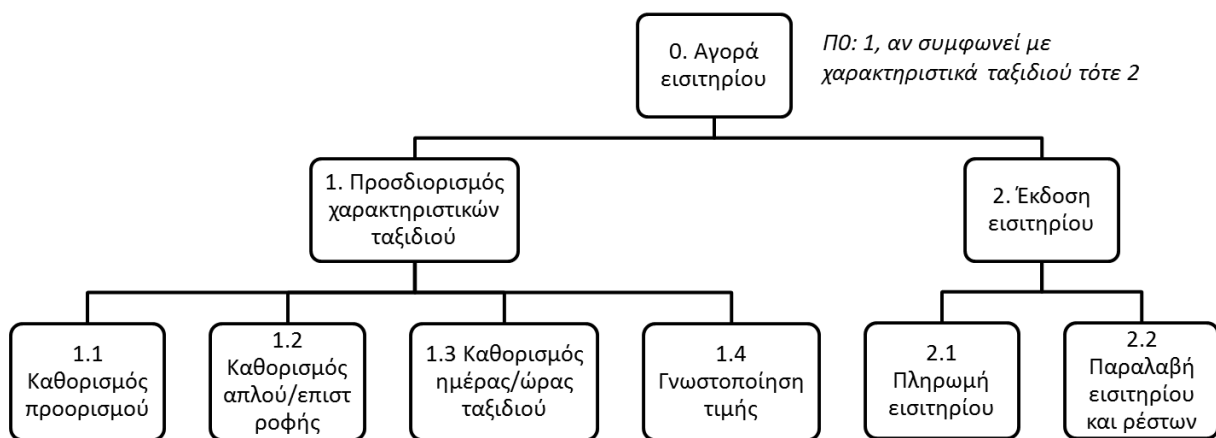 0. Αγορά
εισιτηρίου
Π0: 1, αν συμφωνεί με
χαρακτηριστικά ταξιδιού τότε 2
1. Προσδιορισμός
χαρακτηριστικών
ταξιδιού
2. Έκδοση
εισιτηρίου
1.1
Καθορισμός
προορισμού
1.2
Καθορισμός
απλού/επιστ
ροφής
1.3 Καθορισμός
ημέρας/ώρας
ταξιδιού
1.4
Γνωστοποίηση
τιμής
2.1
Πληρωμή
εισιτηρίου
2.2
Παραλαβή
εισιτηρίου
και ρέστων